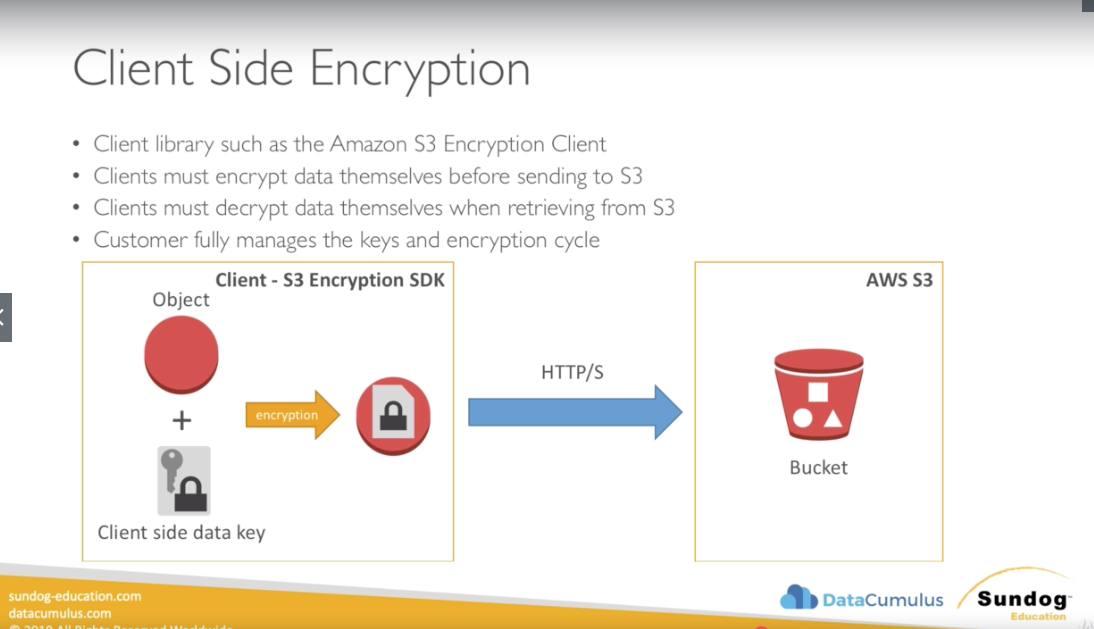 Client Side Encryption
• Client library such as the Amazon S3 Encryption Client
• Clients must encrypt data themselves before sending to S3
• Clients must decrypt data themselves when retrieving from S3
• Customer fully manages the keys and encryption cycle
Client - S3 Encryption SDK
Object
+
encryption
Client side data key
HTTP/S
AWS S3
Bucket
sundog-education.com
datacumulus.com
© 2019 All Rights Reserved Worldwide
DataCumulus
Sundog™
Education